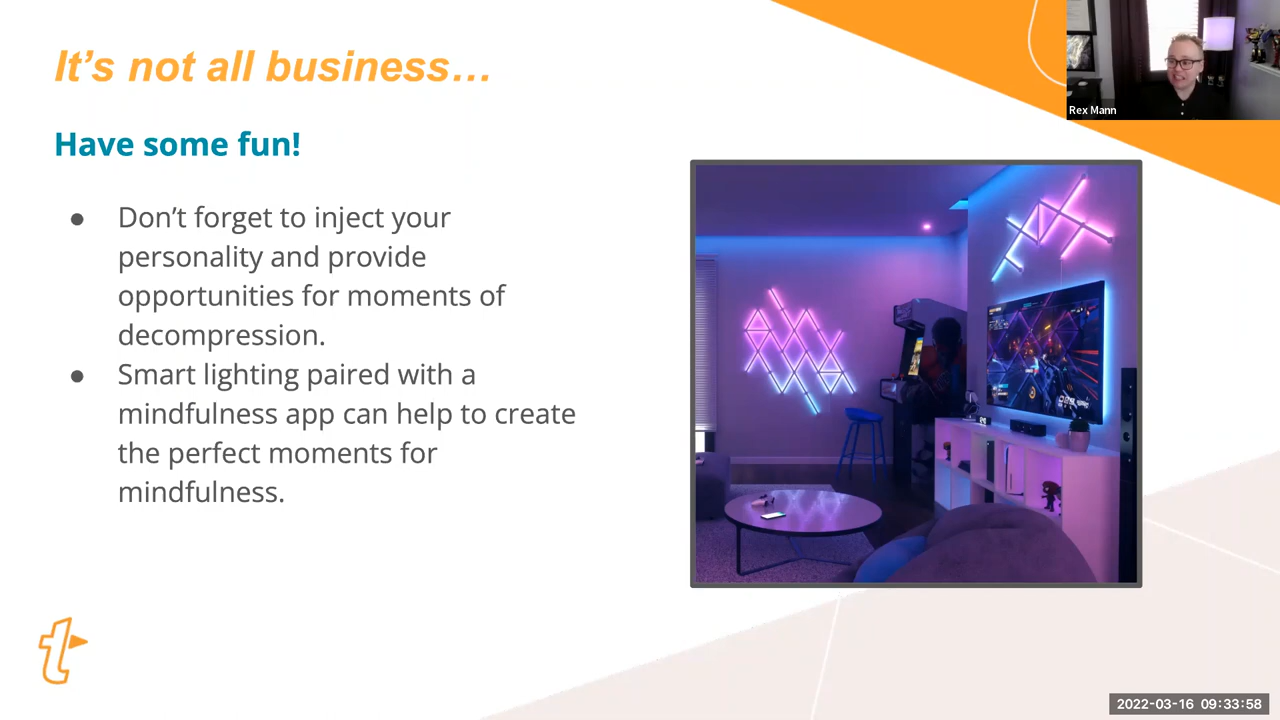 It's not all business…
Rex Mann
Have some fun!
● Don't forget to inject your
personality and provide
opportunities for moments of
decompression.
● Smart lighting paired with a
mindfulness app can help to create
the perfect moments for
mindfulness.
t
2022-03-16 09:33:58